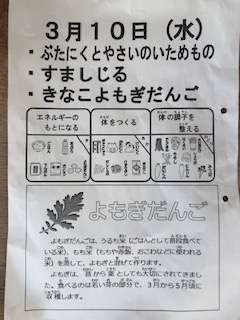 ３月１０日（水）
・ぶたにくとやさいのいためもの
・すましじる
・きなこよもぎだんご
エネルギーの
もとになる
体をつくる
体の調子を
整える
よもぎだんご
よもぎだんごは、うるち米（ごはんとして普段食べて
いる米）、もち米（もちや赤飯、おこわなどに使われる
米）を蒸して、よもぎと混ぜて作ります。
よもぎは、昔から薬としても大切にされてきまし
た。食べるのは若い芽の部分で、３月から５月頃に
収穫します。